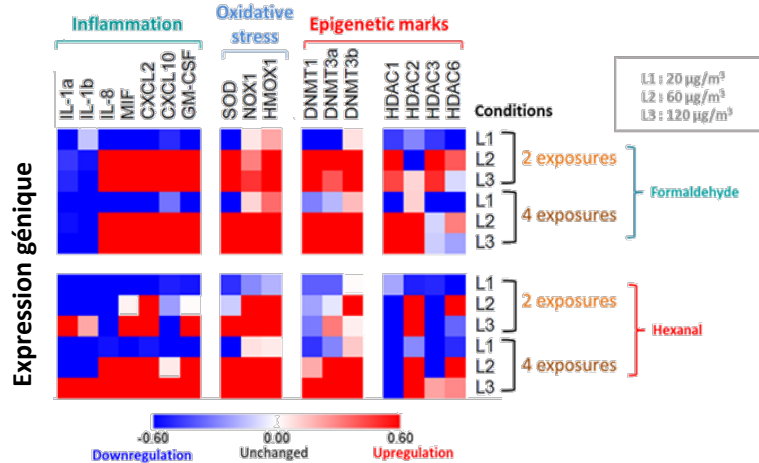 Inflammation
Oxidative
stress
Epigenetic marks
IL-1a
IL-1b
IL-8
MIF
CXCL2
CXCL10
GM-CSF
SOD
NOX1
HMOX1
DNMT1
DNMT3a
DNMT3b
HDAC1
HDAC2
HDAC3
HDAC6
Conditions
L1 : 20 µg/m³
L2 : 60 µg/m³
L3 : 120 µg/m³
Expression génique
L1
L2
L3
2 exposures
L1
L2
L3
4 exposures
Formaldehyde
L1
L2
L3
2 exposures
L1
L2
L3
4 exposures
Hexanal
-0.60
0.00
0.60
Downregulation
Unchanged
Upregulation